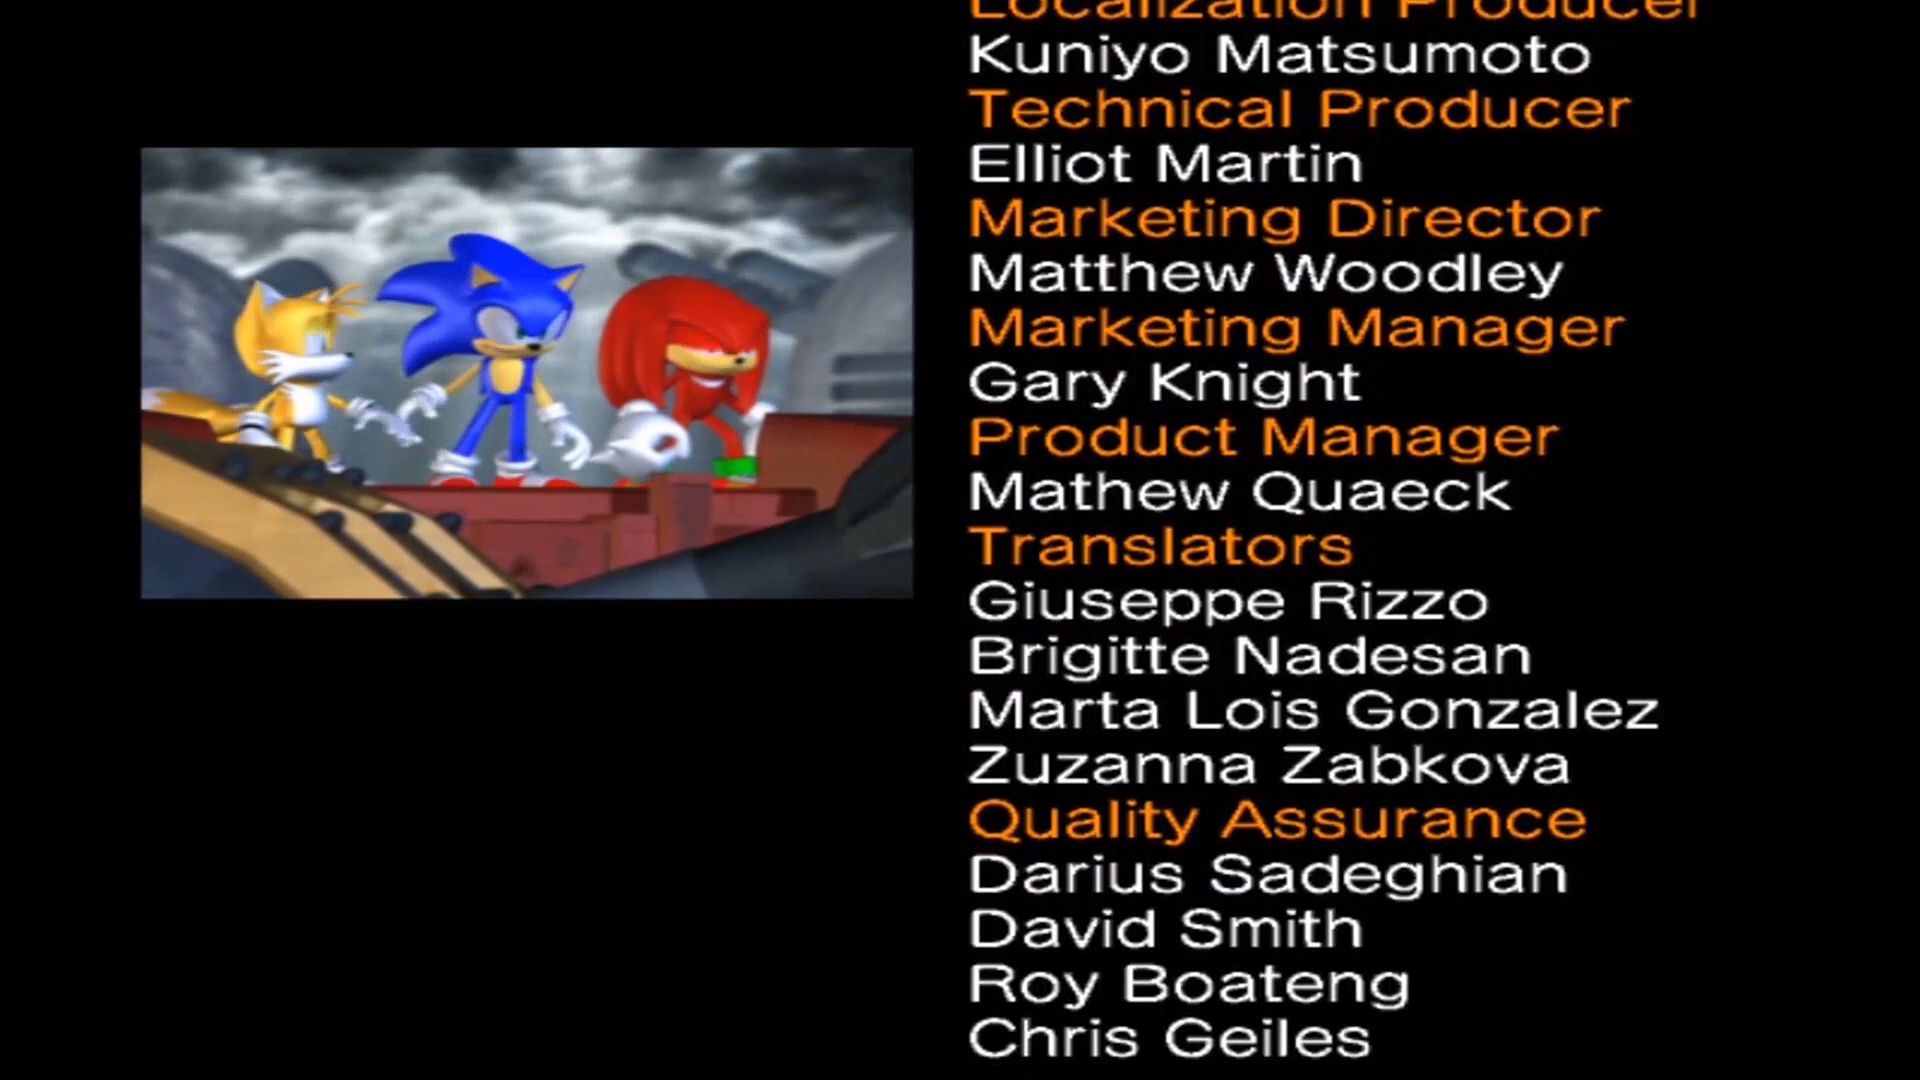 Localization Producer
Kuniyo Matsumoto
Technical Producer
Elliot Martin
Marketing Director
Matthew Woodley
Marketing Manager
Gary Knight
Product Manager
Mathew Quaeck
Translators
Giuseppe Rizzo
Brigitte Nadesan
Marta Lois Gonzalez
Zuzanna Zabkova
Quality Assurance
Darius Sadeghian
David Smith
Roy Boateng
Chris Geiles